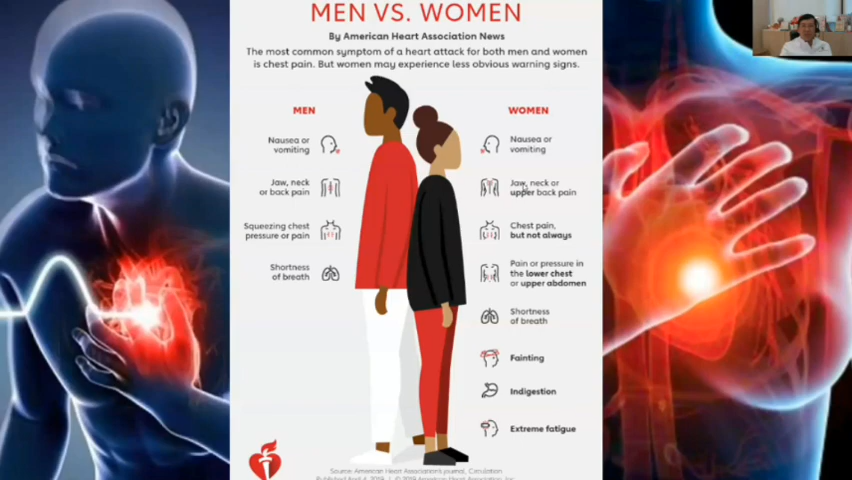 MEN VS. WOMEN
By American Heart Association News
The most common symptom of a heart attack for both men and women
is chest pain. But women may experience less obvious warning signs.
MEN
Nausea or
vomiting
Jaw, neck
or back pain
Squeezing chest
pressure or pain
Shortness
of breath
WOMEN
Nausea or
vomiting
Jaw, neck or
upper back pain
Chest pain,
but not always
Pain or pressure in
the lower chest
or upper abdomen
Shortness
of breath
Fainting
Indigestion
Extreme fatigue
Source: American Heart Association's journal, Circulation